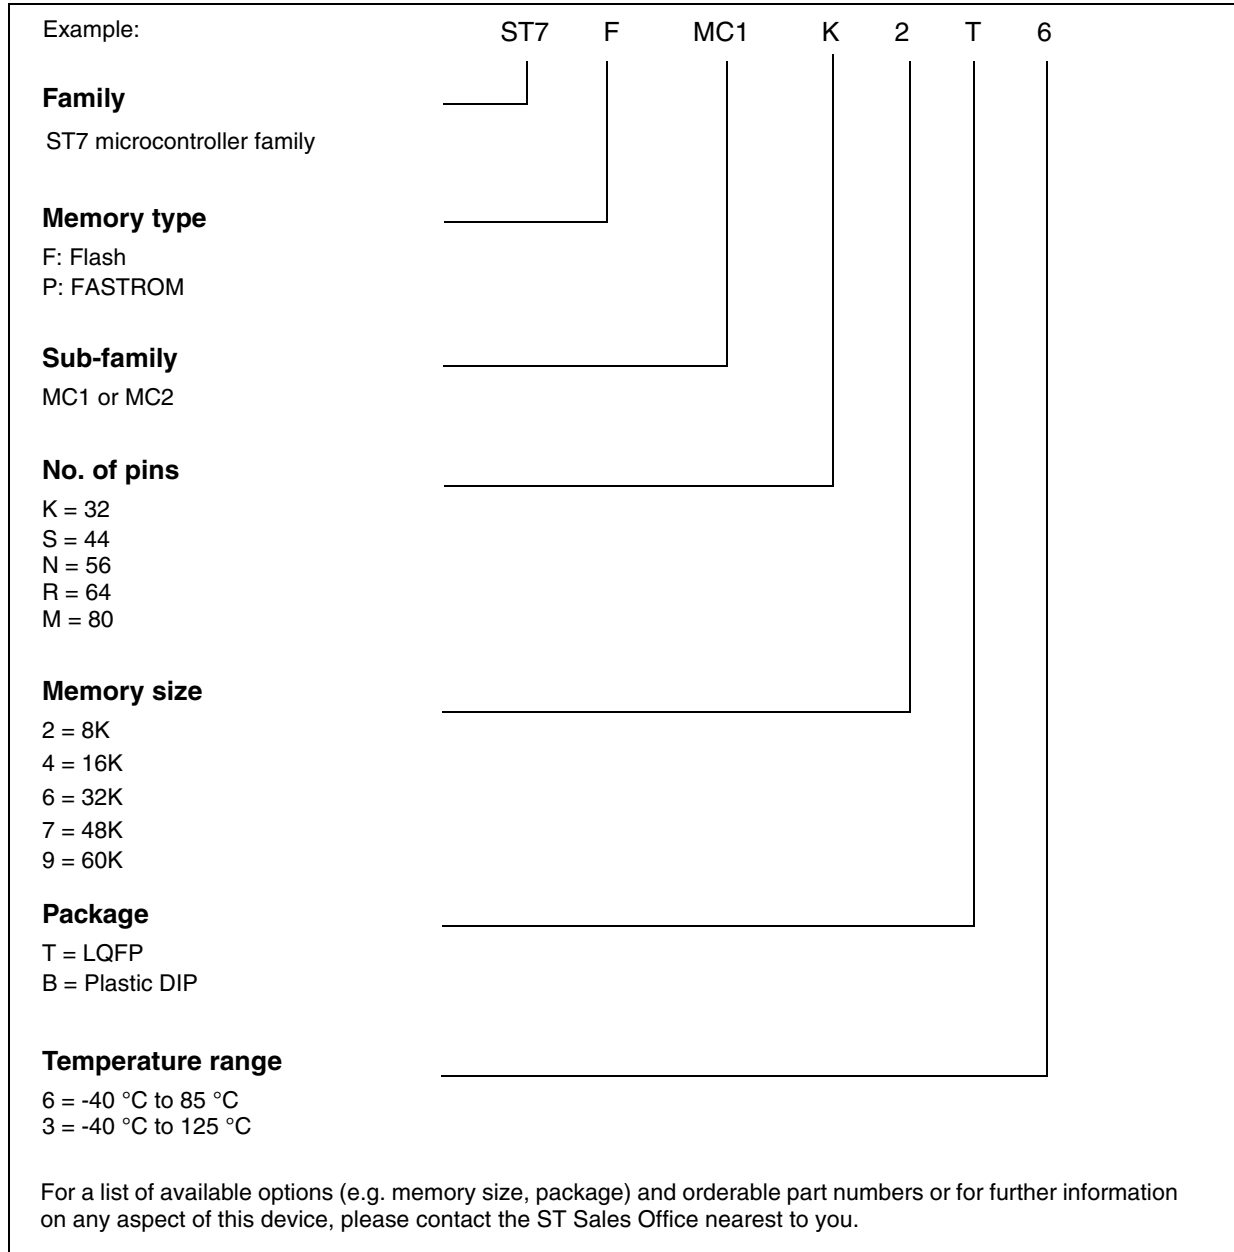 Example: ST7 F MC1 K 2 T 6
Family
ST7 microcontroller family
Memory type
F: Flash
P: FASTROM
Sub-family
MC1 or MC2
No. of pins
K = 32
S = 44
N = 56
R = 64
M = 80
Memory size
2 = 8K
4 = 16K
6 = 32K
7 = 48K
9 = 60K
Package
T = LQFP
B = Plastic DIP
Temperature range
6 = -40 °C to 85 °C
3 = -40 °C to 125 °C
For a list of available options (e.g. memory size, package) and orderable part numbers or for further information
on any aspect of this device, please contact the ST Sales Office nearest to you.